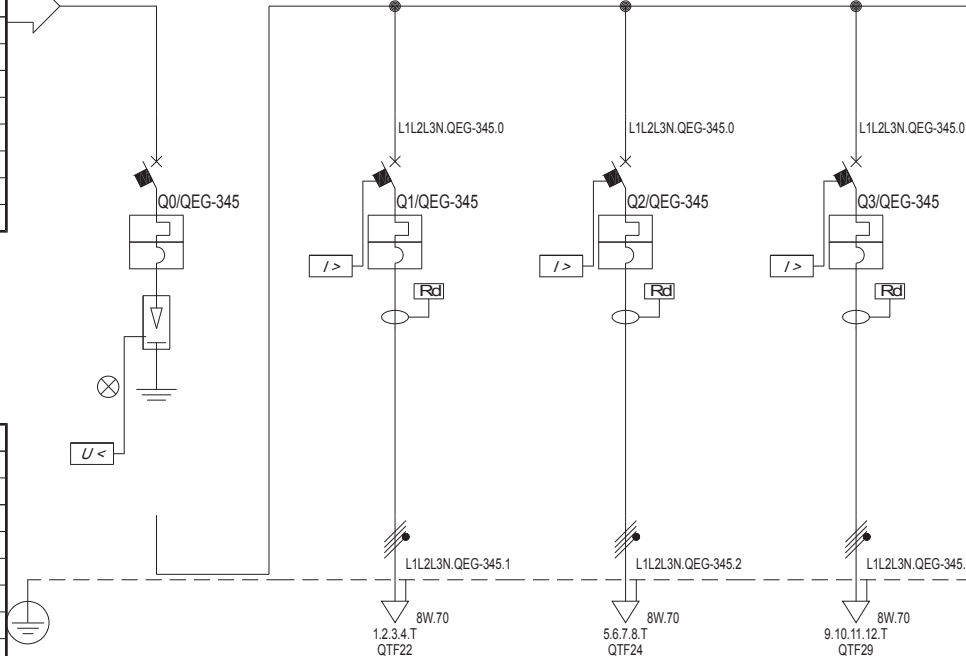 L1L2L3N.QEG-345.0
L1L2L3N.QEG-345.0
L1L2L3N.QEG-345.0
Q0/QEG-345
Q1/QEG-345
Q2/QEG-345
Q3/QEG-345
I >
I >
I >
Rd
Rd
Rd
U <
L1L2L3N.QEG-345.1
L1L2L3N.QEG-345.2
L1L2L3N.QEG-345.
8W.70
8W.70
8W.70
1.2.3.4.T
5.6.7.8.T
9.10.11.12.T
QTF22
QTF24
QTF29